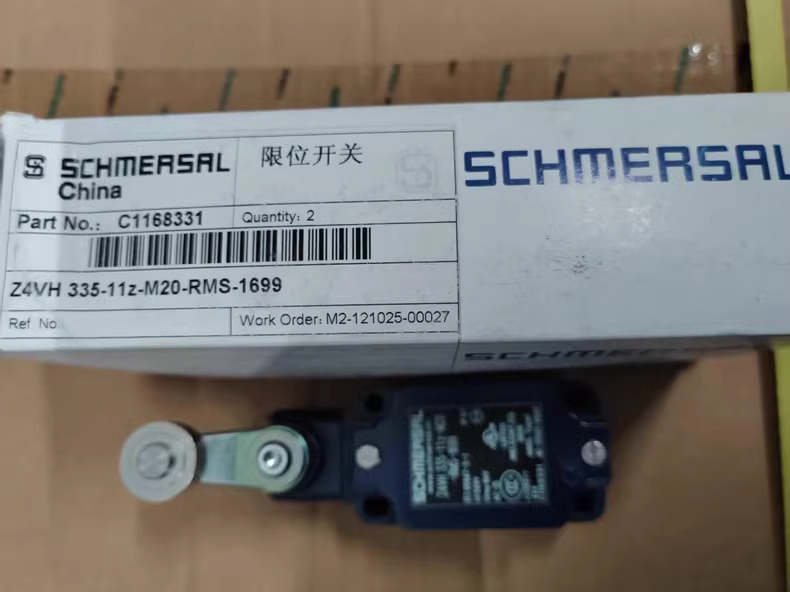 SCHMERSAL
China
限位开关
Part No.: C1168331
Quantity: 2
Z4VH 335-11z-M20-RMS-1699
Ref No
Work Order: M2-121025-00027
SCHMERSAL
SCHMERSAL
SCHMERSAL